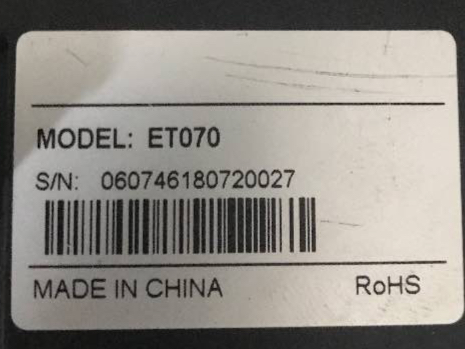 MODEL: ET070
S/N: 060746180720027
MADE IN CHINA RoHS